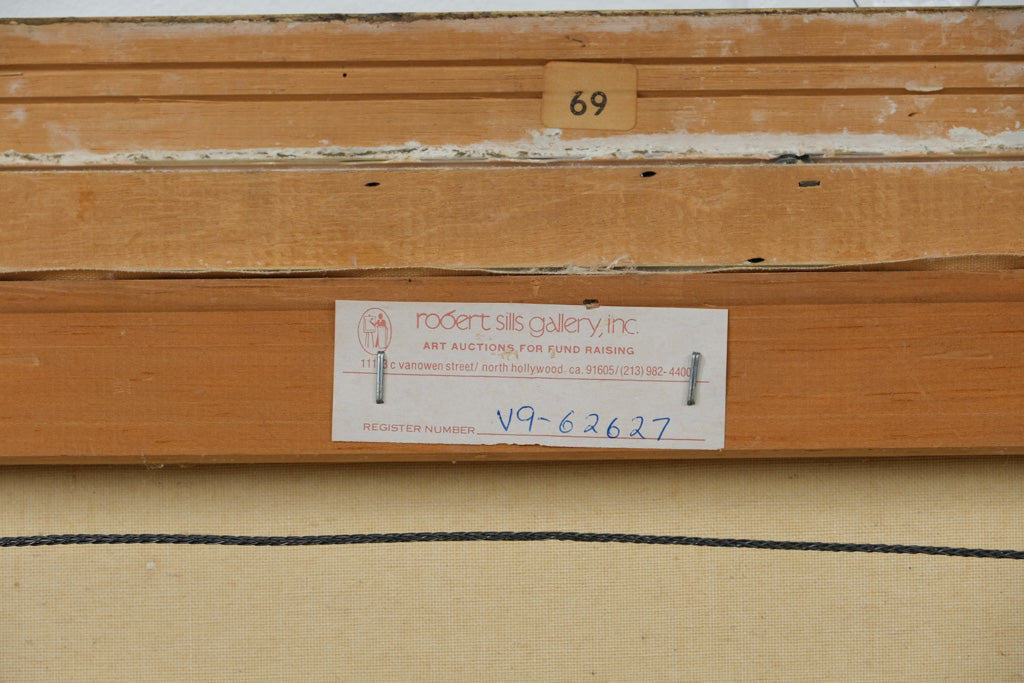 69
robert sills gallery, inc.
ART AUCTIONS FOR FUND RAISING
c vanowen street/ north hollywood. ca. 91605/(213) 982-4400
REGISTER NUMBER V9-62627